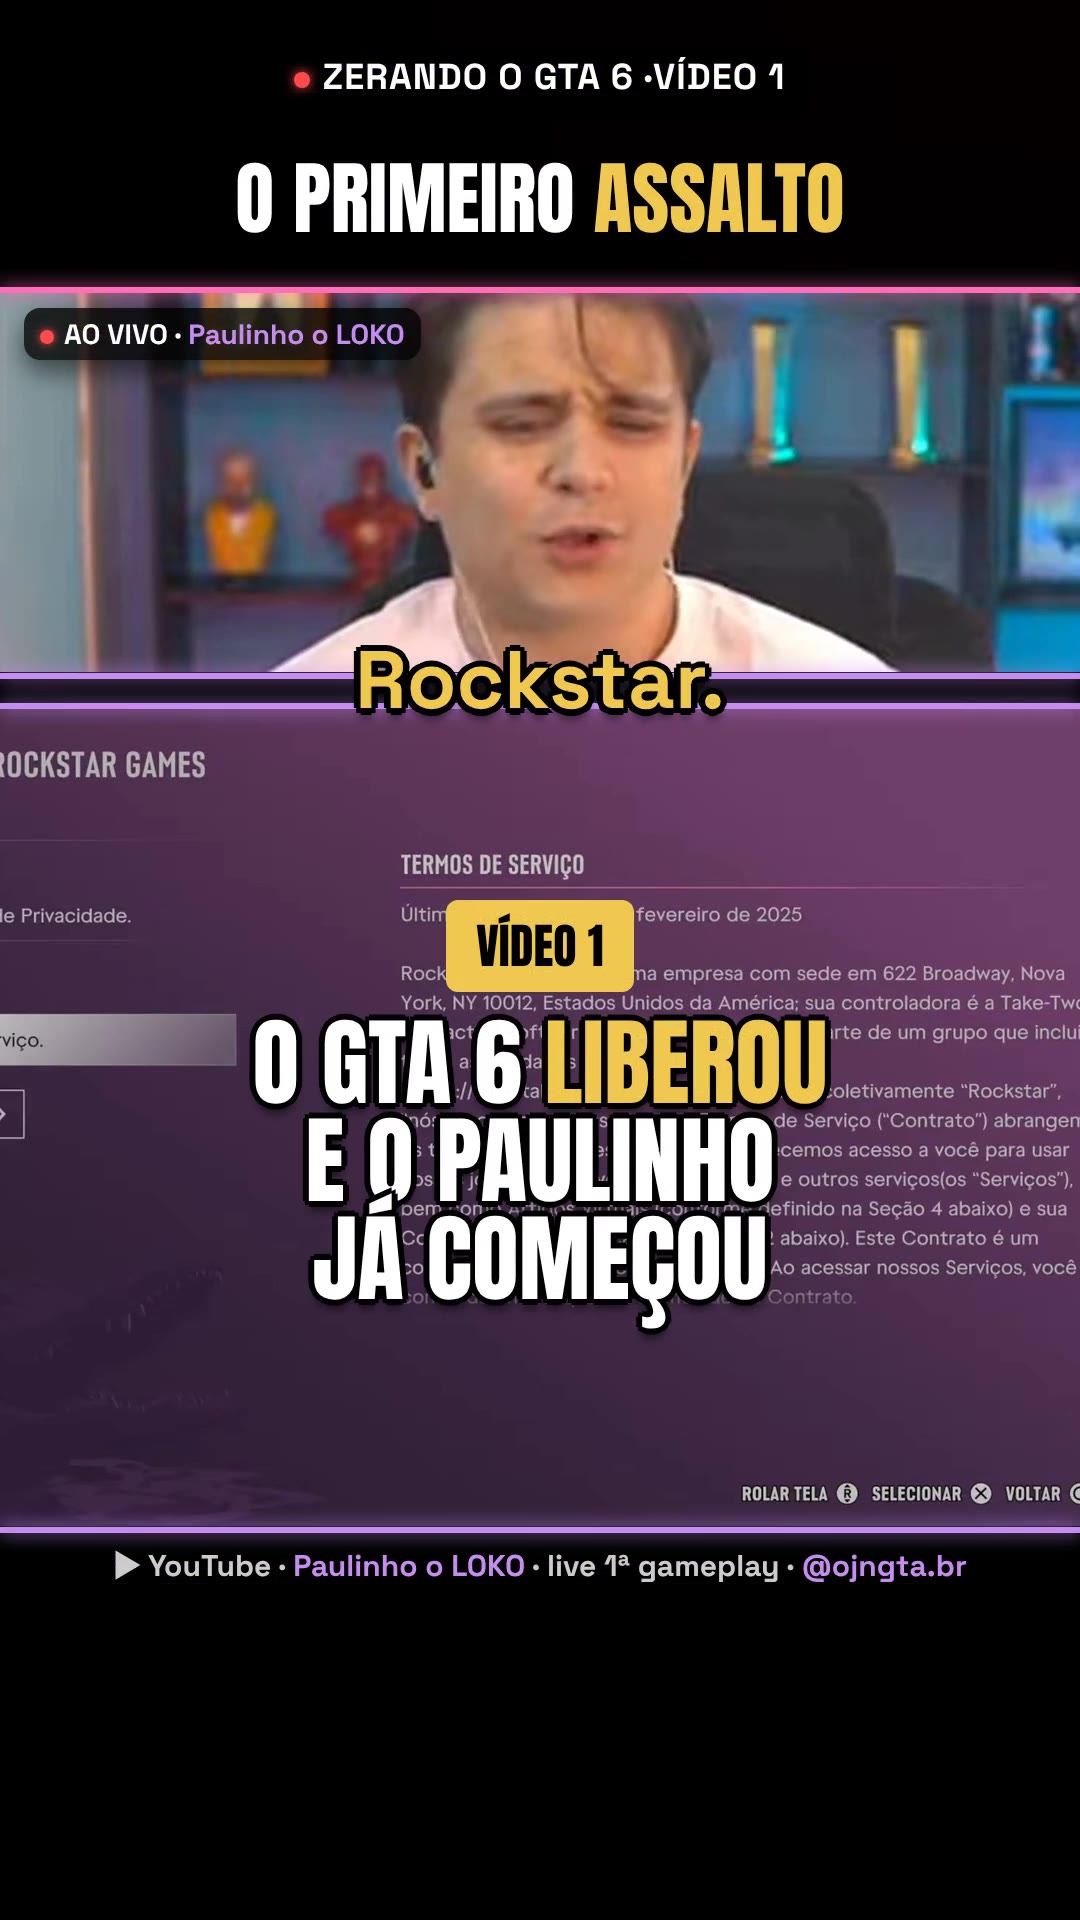 ZERANDO O GTA 6 · VÍDEO 1
O PRIMEIRO ASSALTO
AO VIVO · Paulinho o LOKO
Rockstar.
ROCKSTAR GAMES
de Privacidade.
rviço.
TERMOS DE SERVIÇO
fevereiro de 2025
ma empresa com sede em 622 Broadway, Nova
York, NY 10012, Estados Unidos da América; sua controladora é a Take-Two
arte de um grupo que inclui
coletivamente “Rockstar”,
de Serviço (“Contrato”) abrangem
ecemos acesso a você para usar
e outros serviços(os “Serviços”),
definido na Seção 4 abaixo) e sua
2 abaixo). Este Contrato é um
Ao acessar nossos Serviços, você
Contrato.
VÍDEO 1
O GTA 6 LIBEROU
E O PAULINHO
JÁ COMEÇOU
ROLAR TELA R SELECIONAR VOLTAR
YouTube · Paulinho o LOKO · live 1ª gameplay · @ojngta.br